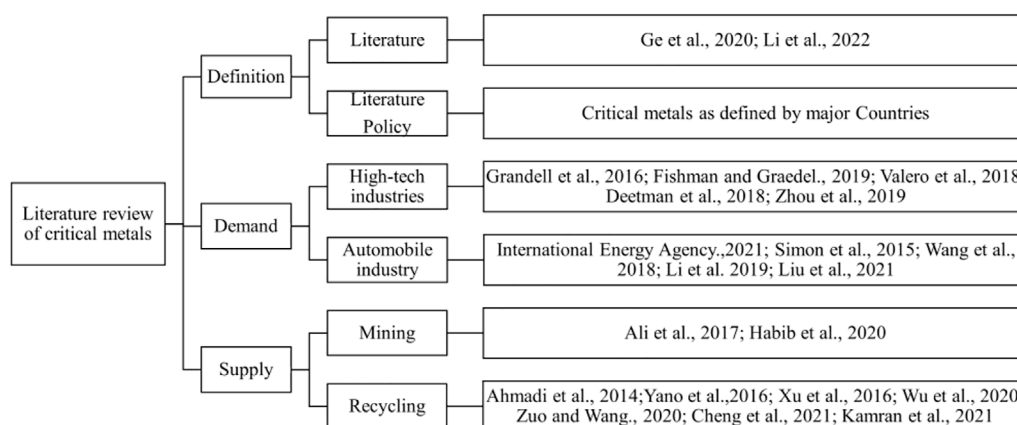 Literature review
of critical metals
Definition
Literature
Ge et al., 2020; Li et al., 2022
Literature
Policy
Critical metals as defined by major Countries
Demand
High-tech
industries
Grandell et al., 2016; Fishman and Graedel., 2019; Valero et al., 2018
Deetman et al., 2018; Zhou et al., 2019
Automobile
industry
International Energy Agency.,2021; Simon et al., 2015; Wang et al.,
2018; Li et al. 2019; Liu et al., 2021
Supply
Mining
Ali et al., 2017; Habib et al., 2020
Recycling
Ahmadi et al., 2014;Yano et al.,2016; Xu et al., 2016; Wu et al., 2020
Zuo and Wang., 2020; Cheng et al., 2021; Kamran et al., 2021